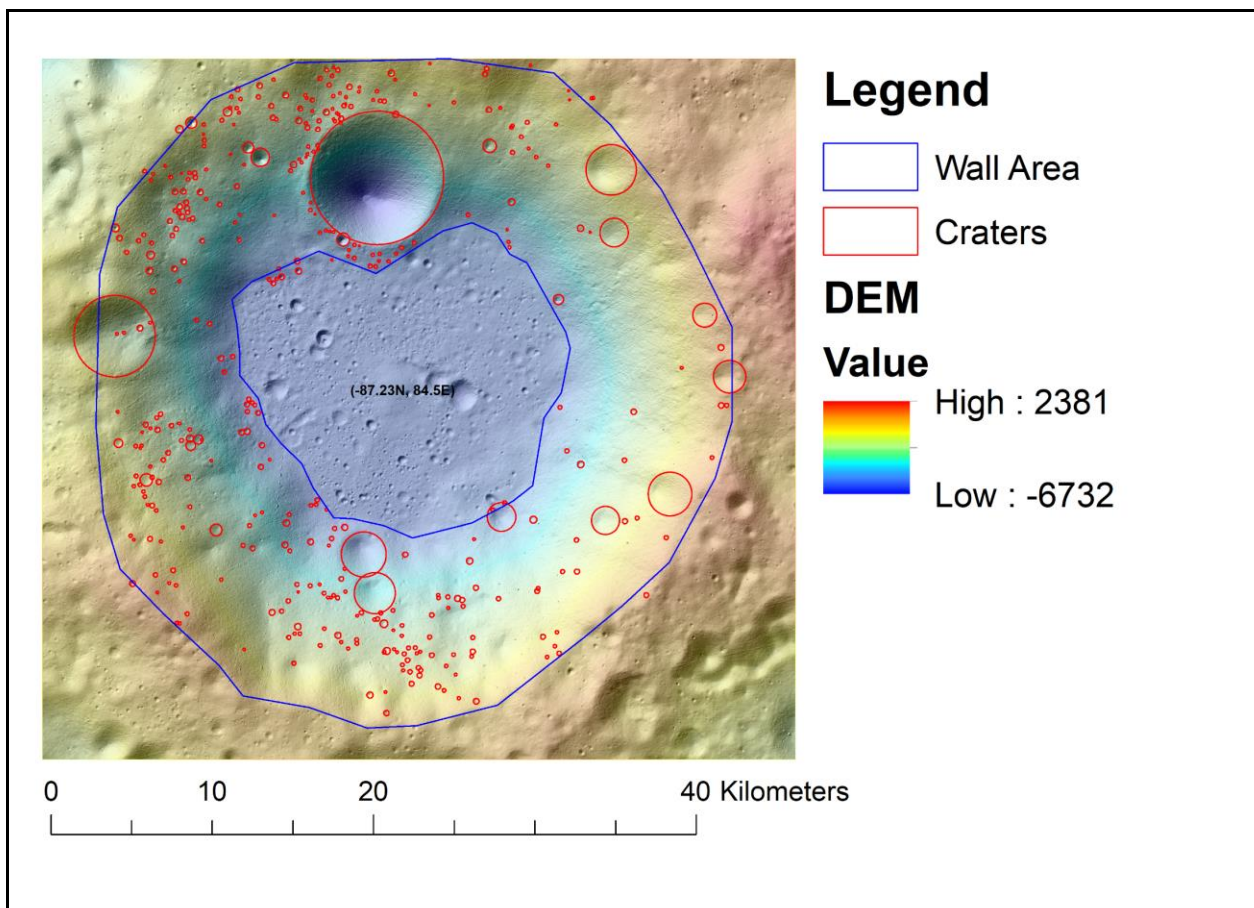 Legend
Wall Area
Craters
DEM
Value
High : 2381
Low : -6732
(-87.23N, 84.5E)
0 10 20 40 Kilometers